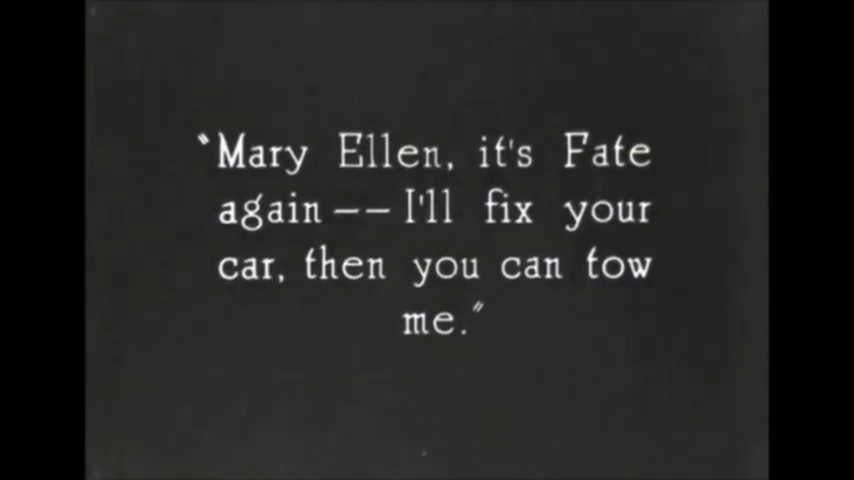 "Mary Ellen, it's Fate
again -- I'll fix your
car, then you can tow
me."